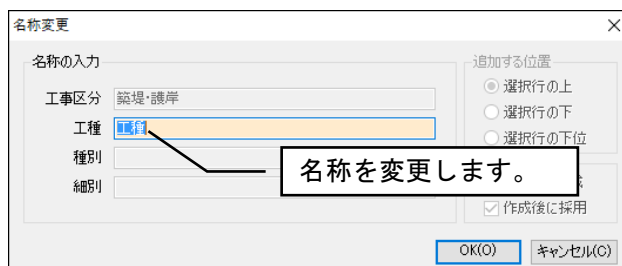 名称変更
名称の入力
工事区分 築堤・護岸
工種 工種
種別
細別
追加する位置
選択行の上
選択行の下
選択行の下位
名称を変更します。
作成後に採用
OK(O) キャンセル(C)